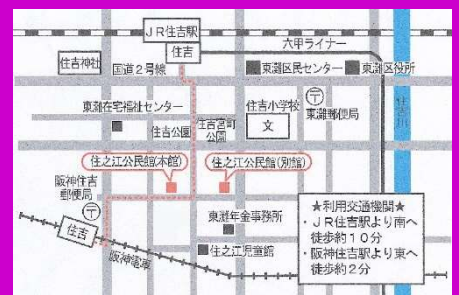 JR住吉駅
住吉
六甲ライナー
住吉神社
国道2号線
東灘区民センター
東灘区役所
東灘在宅福祉センター
住吉小学校
文
〒
東灘郵便局
住吉川
住吉公園
住吉宮町
公園
住之江公民館(本館)
住之江公民館(別館)
阪神住吉
郵便局
〒
住吉
阪神電車
東灘年金事務所
住之江児童館
★利用交通機関★
・JR住吉駅より南へ
徒歩約10分
・阪神住吉駅より東へ
徒歩約2分